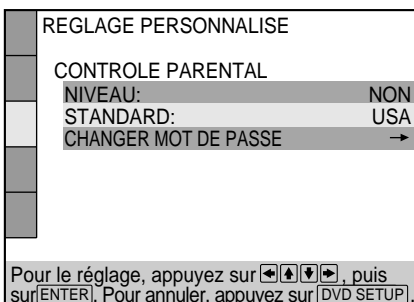 REGLAGE PERSONNALISE
CONTROLE PARENTAL
NIVEAU: NON
STANDARD: USA
CHANGER MOT DE PASSE →
Pour le réglage, appuyez sur ←↑↓→, puis
sur ENTER. Pour annuler, appuyez sur DVD SETUP.